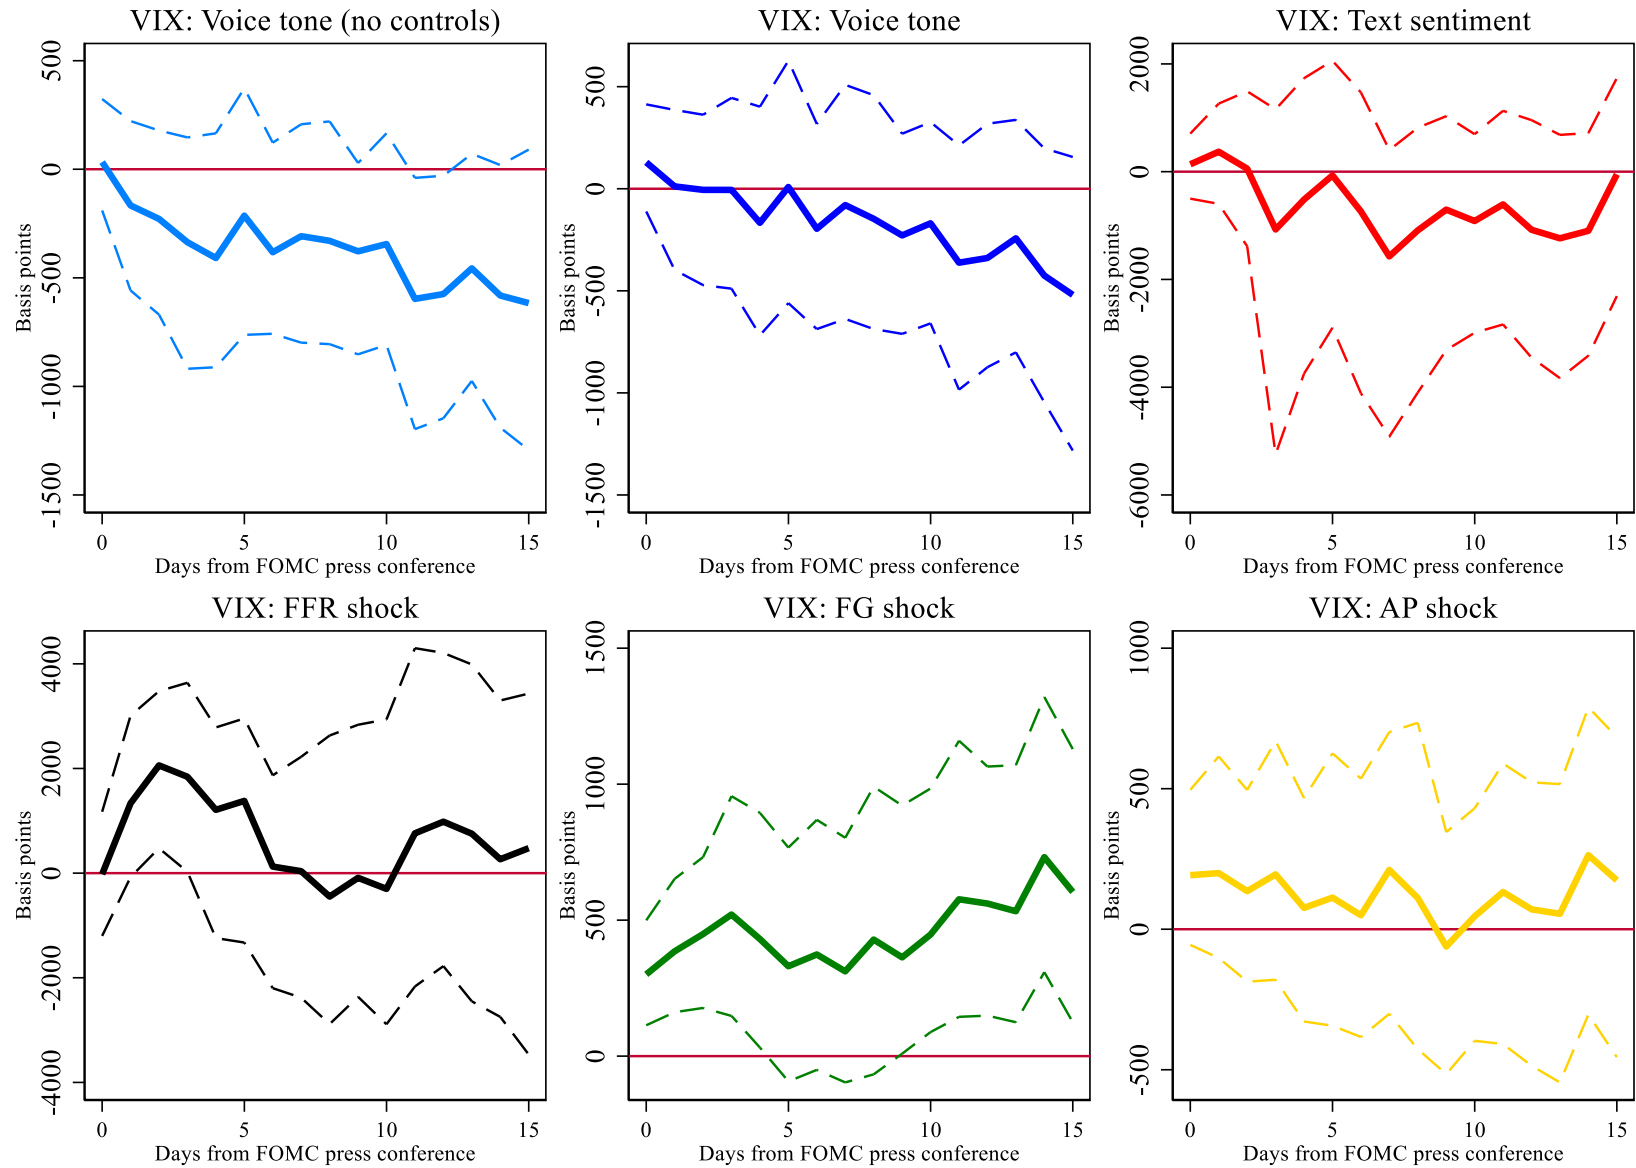 VIX: Voice tone (no controls)
500
0
-500
-1000
-1500
Basis points
0 5 10 15
Days from FOMC press conference
VIX: Voice tone
500
0
-500
-1000
-1500
Basis points
0 5 10 15
Days from FOMC press conference
VIX: Text sentiment
2000
0
-2000
-4000
-6000
Basis points
0 5 10 15
Days from FOMC press conference
VIX: FFR shock
4000
2000
0
-2000
-4000
Basis points
0 5 10 15
Days from FOMC press conference
VIX: FG shock
1500
1000
500
0
Basis points
0 5 10 15
Days from FOMC press conference
VIX: AP shock
1000
500
0
-500
Basis points
0 5 10 15
Days from FOMC press conference